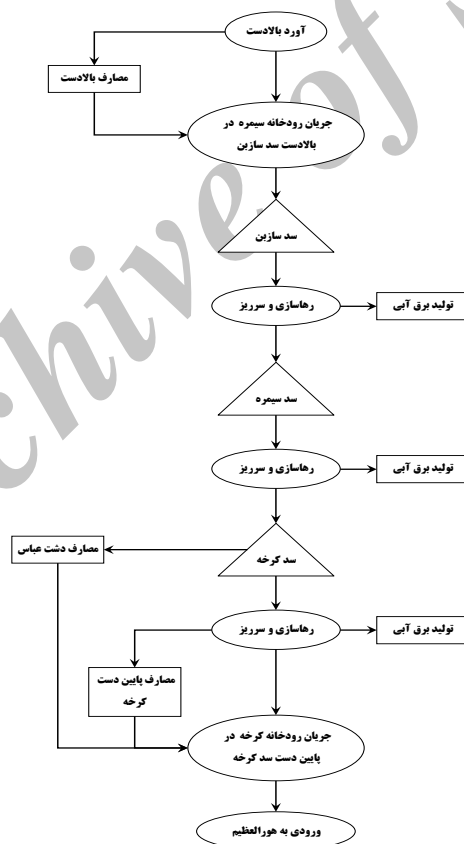 آورد بالادست
مصارف بالادست
جریان رودخانه سیمره در
بالادست سد سازبن
سد سازبن
رهاسازی و سرریز
تولید برق آبی
سد سیمره
رهاسازی و سرریز
تولید برق آبی
سد کرخه
مصارف دشت عباس
رهاسازی و سرریز
تولید برق آبی
مصارف پایین دست
کرخه
جریان رودخانه کرخه در
پایین دست سد کرخه
ورودی به هورالعظیم
chive of